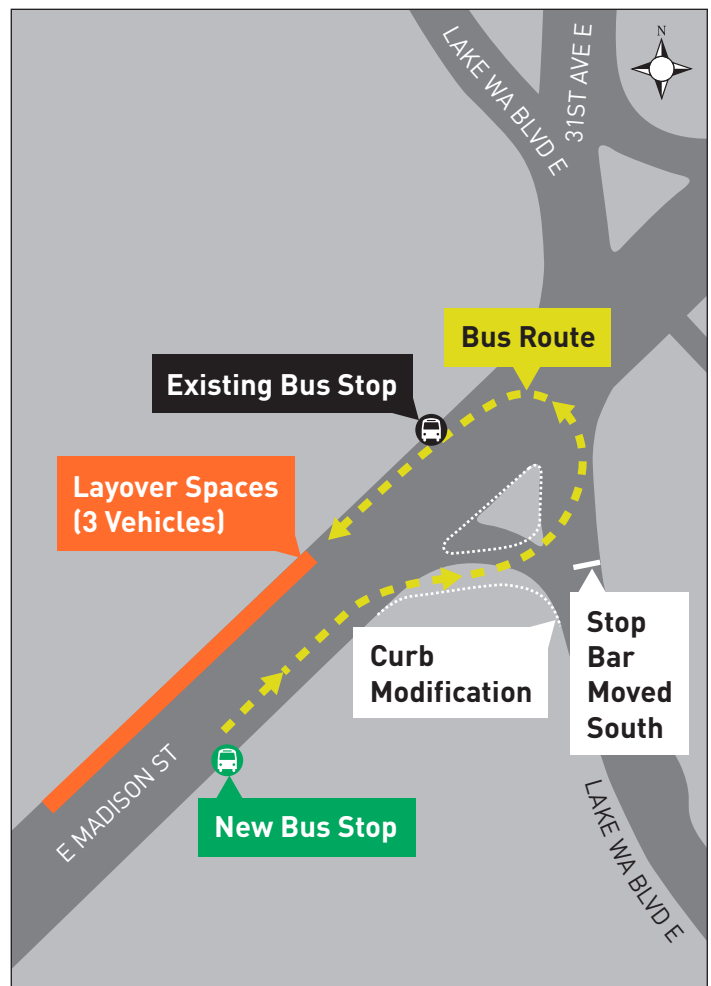 N
LAKE WA BLVD E
31ST AVE E
Bus Route
Existing Bus Stop
Layover Spaces
(3 Vehicles)
Curb
Modification
Stop
Bar
Moved
South
E MADISON ST
New Bus Stop
LAKE WA BLVD E